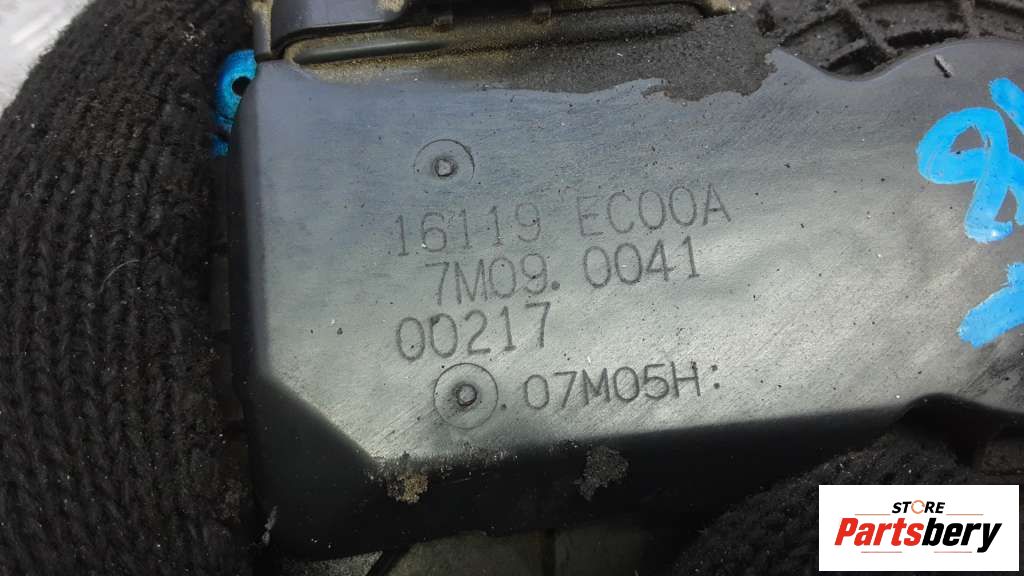 16119 EC00A
7M09. 0041
00217
.07M05H:
STORE
Partsbery